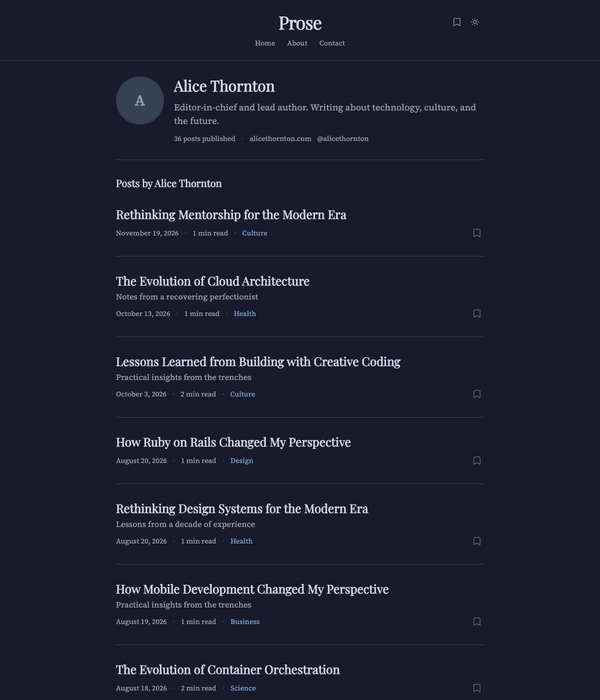 Prose
Home About Contact
A
Alice Thornton
Editor-in-chief and lead author. Writing about technology, culture, and
the future.
36 posts published · alicethornton.com @alicethornton
Posts by Alice Thornton
Rethinking Mentorship for the Modern Era
November 19, 2026 · 1 min read · Culture
The Evolution of Cloud Architecture
Notes from a recovering perfectionist
October 13, 2026 · 1 min read · Health
Lessons Learned from Building with Creative Coding
Practical insights from the trenches
October 3, 2026 · 2 min read · Culture
How Ruby on Rails Changed My Perspective
August 20, 2026 · 1 min read · Design
Rethinking Design Systems for the Modern Era
Lessons from a decade of experience
August 20, 2026 · 1 min read · Health
How Mobile Development Changed My Perspective
Practical insights from the trenches
August 19, 2026 · 1 min read · Business
The Evolution of Container Orchestration
August 18, 2026 · 2 min read · Science